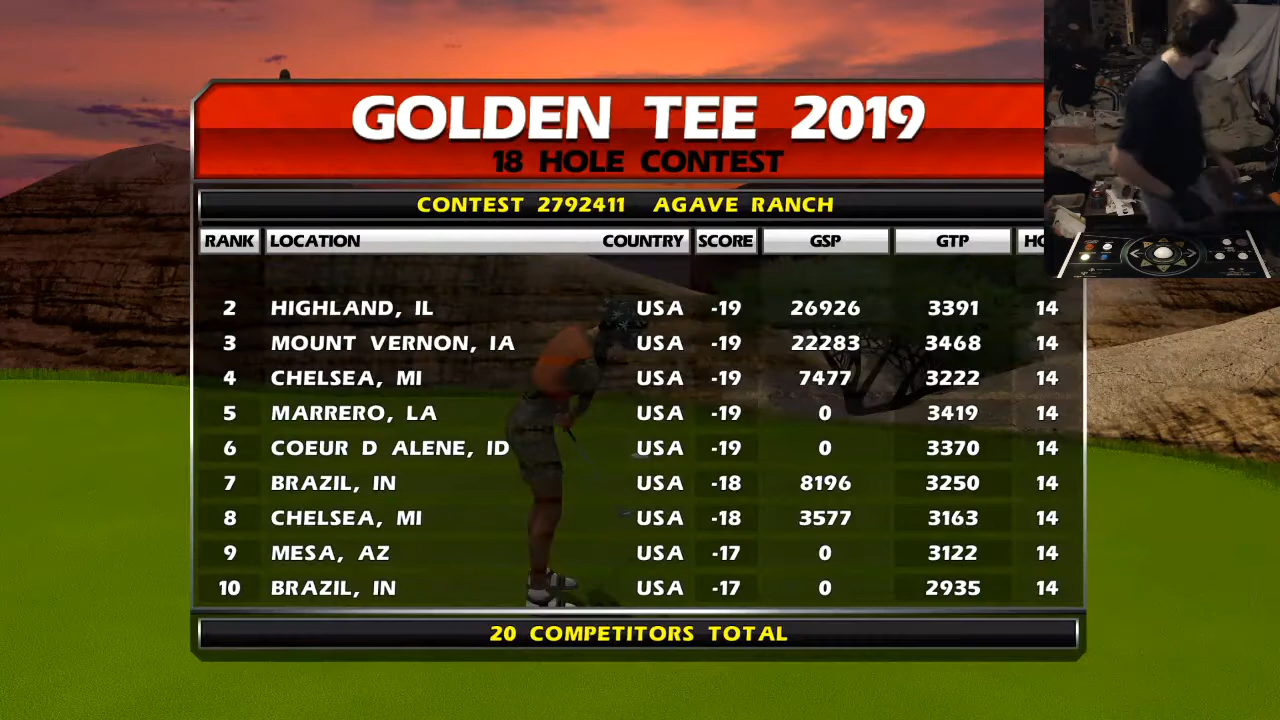 GOLDEN TEE 2019
18 HOLE CONTEST
CONTEST 2792411 AGAVE RANCH
RANK LOCATION COUNTRY SCORE GSP GTP
2 HIGHLAND, IL USA -19 26926 3391 14
3 MOUNT VERNON, IA USA -19 22283 3468 14
4 CHELSEA, MI USA -19 7477 3222 14
5 MARRERO, LA USA -19 0 3419 14
6 COEUR D ALENE, ID USA -19 0 3370 14
7 BRAZIL, IN USA -18 8196 3250 14
8 CHELSEA, MI USA -18 3577 3163 14
9 MESA, AZ USA -17 0 3122 14
10 BRAZIL, IN USA -17 0 2935 14
20 COMPETITORS TOTAL